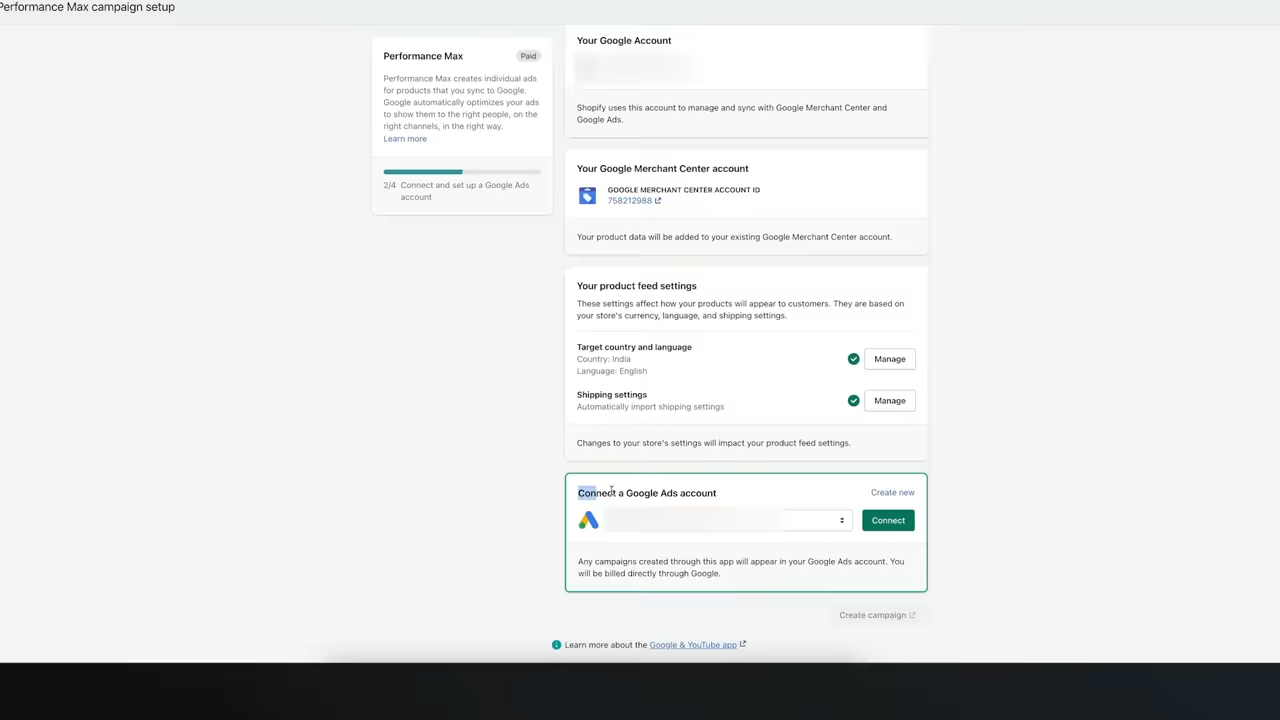 Performance Max campaign setup
Performance Max
Paid
Performance Max creates individual ads
for products that you sync to Google.
Google automatically optimizes your ads
to show them to the right people, on the
right channels, in the right way.
Learn more
2/4 Connect and set up a Google Ads
account
Your Google Account
Shopify uses this account to manage and sync with Google Merchant Center and
Google Ads.
Your Google Merchant Center account
GOOGLE MERCHANT CENTER ACCOUNT ID
758212988
Your product data will be added to your existing Google Merchant Center account.
Your product feed settings
These settings affect how your products will appear to customers. They are based on
your store's currency, language, and shipping settings.
Target country and language
Country: India
Language: English
Manage
Shipping settings
Automatically import shipping settings
Manage
Changes to your store's settings will impact your product feed settings.
Connect a Google Ads account
Create new
Connect
Any campaigns created through this app will appear in your Google Ads account. You
will be billed directly through Google.
Create campaign
Learn more about the Google & YouTube app